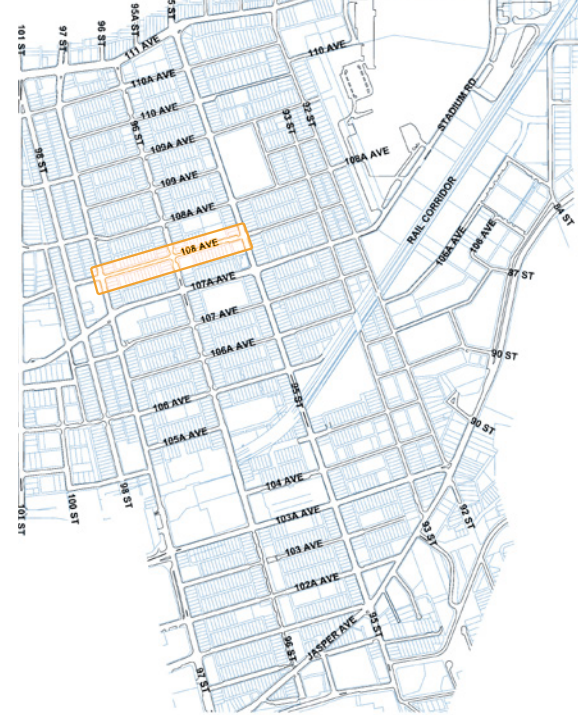 101 ST
97 ST
96 ST
95A ST
95 ST
111 AVE
110 AVE
110A AVE
110 AVE
96 ST
109A AVE
98 ST
109 AVE
108A AVE
108 AVE
107A AVE
107 AVE
106A AVE
106 AVE
105A AVE
93 ST
92 ST
108A AVE
STADIUM RD
RAIL CORRIDOR
106A AVE
106 AVE
84 ST
87 ST
90 ST
90 ST
95 ST
104 AVE
103A AVE
103 AVE
102A AVE
101 ST
100 ST
98 ST
92 ST
93 ST
95 ST
JASPER AVE
96 ST
97 ST